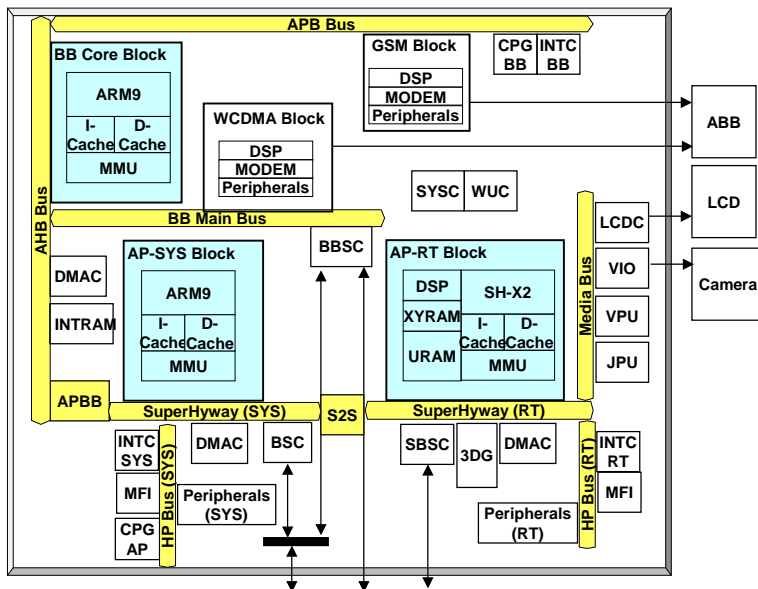 APB Bus
BB Core Block
ARM9
I-
Cache
D-
Cache
MMU
GSM Block
DSP
MODEM
Peripherals
CPG
BB
INTC
BB
WCDMA Block
DSP
MODEM
Peripherals
ABB
AHB Bus
BB Main Bus
SYSC
WUC
LCD
LCDC
BBSC
AP-SYS Block
ARM9
I-
Cache
D-
Cache
MMU
AP-RT Block
DSP
SH-X2
XYRAM
I-
Cache
D-
Cache
URAM
MMU
Media Bus
VIO
Camera
DMAC
INTRAM
VPU
JPU
APBB
SuperHyway (SYS)
S2S
SuperHyway (RT)
INTC
SYS
DMAC
BSC
SBSC
3DG
DMAC
INTC
RT
HP Bus (SYS)
HP Bus (RT)
MFI
MFI
Peripherals
(SYS)
Peripherals
(RT)
CPG
AP